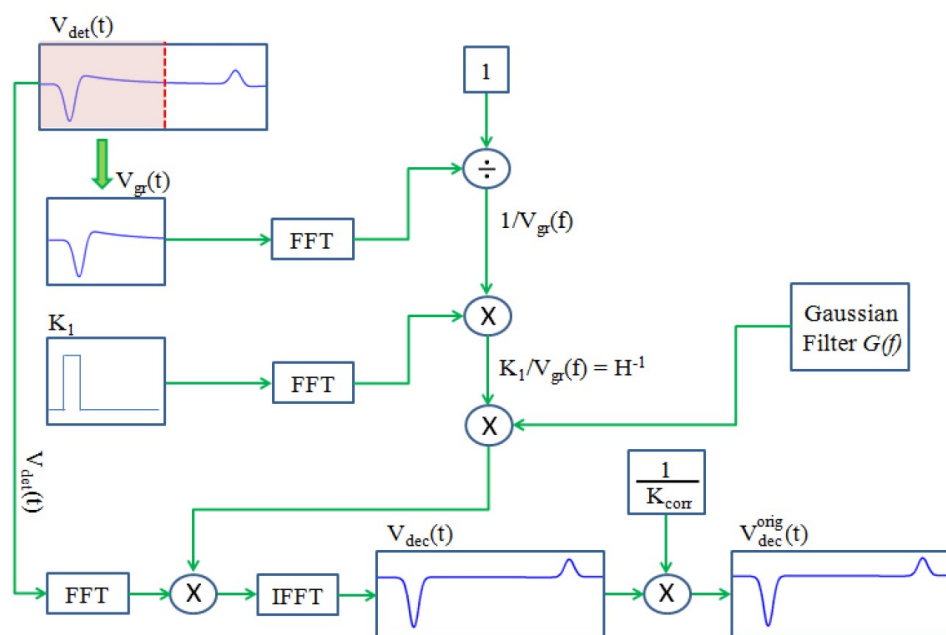 V_det(t)
1
÷
V_gr(t)
FFT
1/V_gr(f)
K_1
X
FFT
K_1/V_gr(f) = H^-1
Gaussian
Filter G(f)
X
V_det(t)
1
K_corr
V_dec(t)
V_dec^orig(t)
FFT
X
IFFT
X